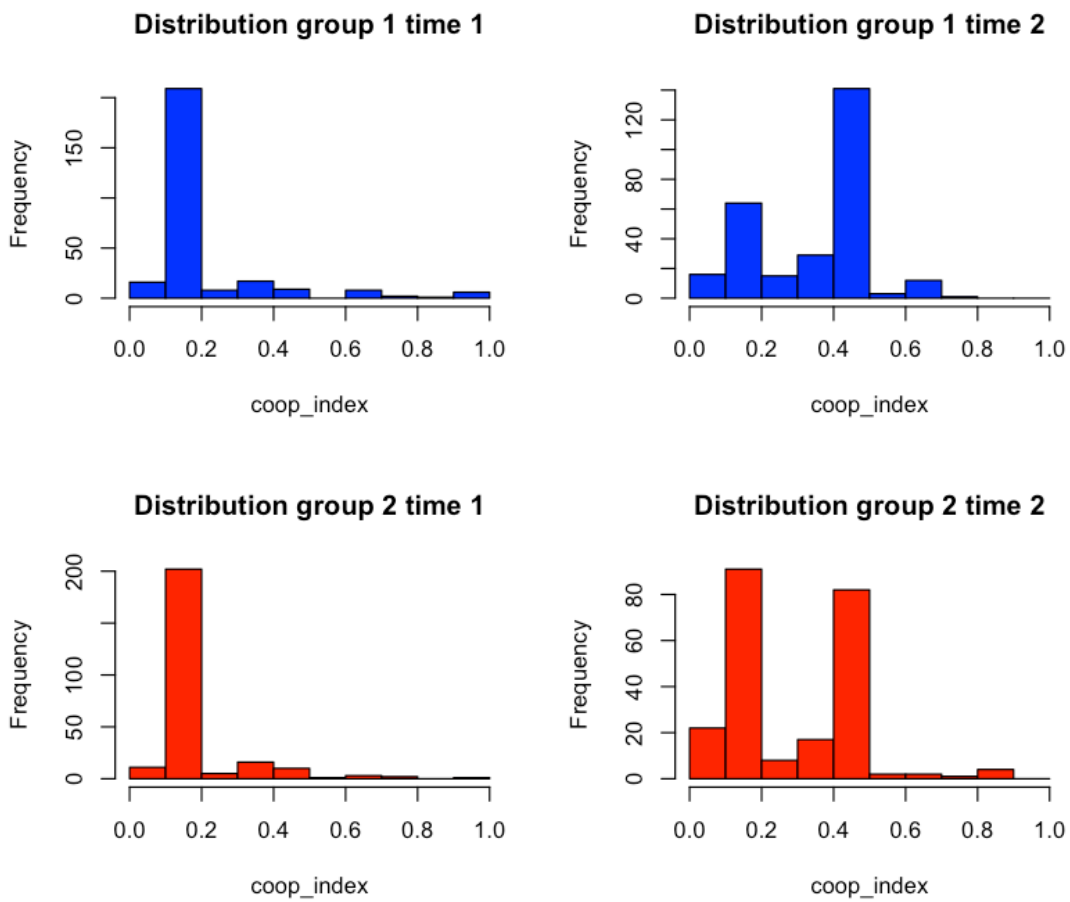 Distribution group 1 time 1
Frequency
0 50 150
0.0 0.2 0.4 0.6 0.8 1.0
coop_index
Distribution group 1 time 2
Frequency
0 40 80 120
0.0 0.2 0.4 0.6 0.8 1.0
coop_index
Distribution group 2 time 1
Frequency
0 50 100 200
0.0 0.2 0.4 0.6 0.8 1.0
coop_index
Distribution group 2 time 2
Frequency
0 20 40 60 80
0.0 0.2 0.4 0.6 0.8 1.0
coop_index